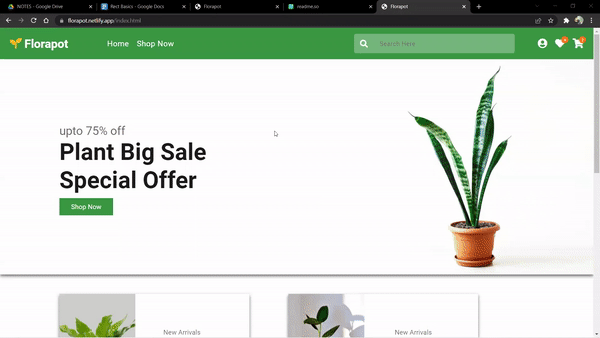 NOTES - Google Drive
React Basics - Google Docs
Florapot
readme.so
Florapot
florapot.netlify.app/index.html
Florapot
Home
Shop Now
Search Here
upto 75% off
Plant Big Sale
Special Offer
Shop Now
New Arrivals
New Arrivals